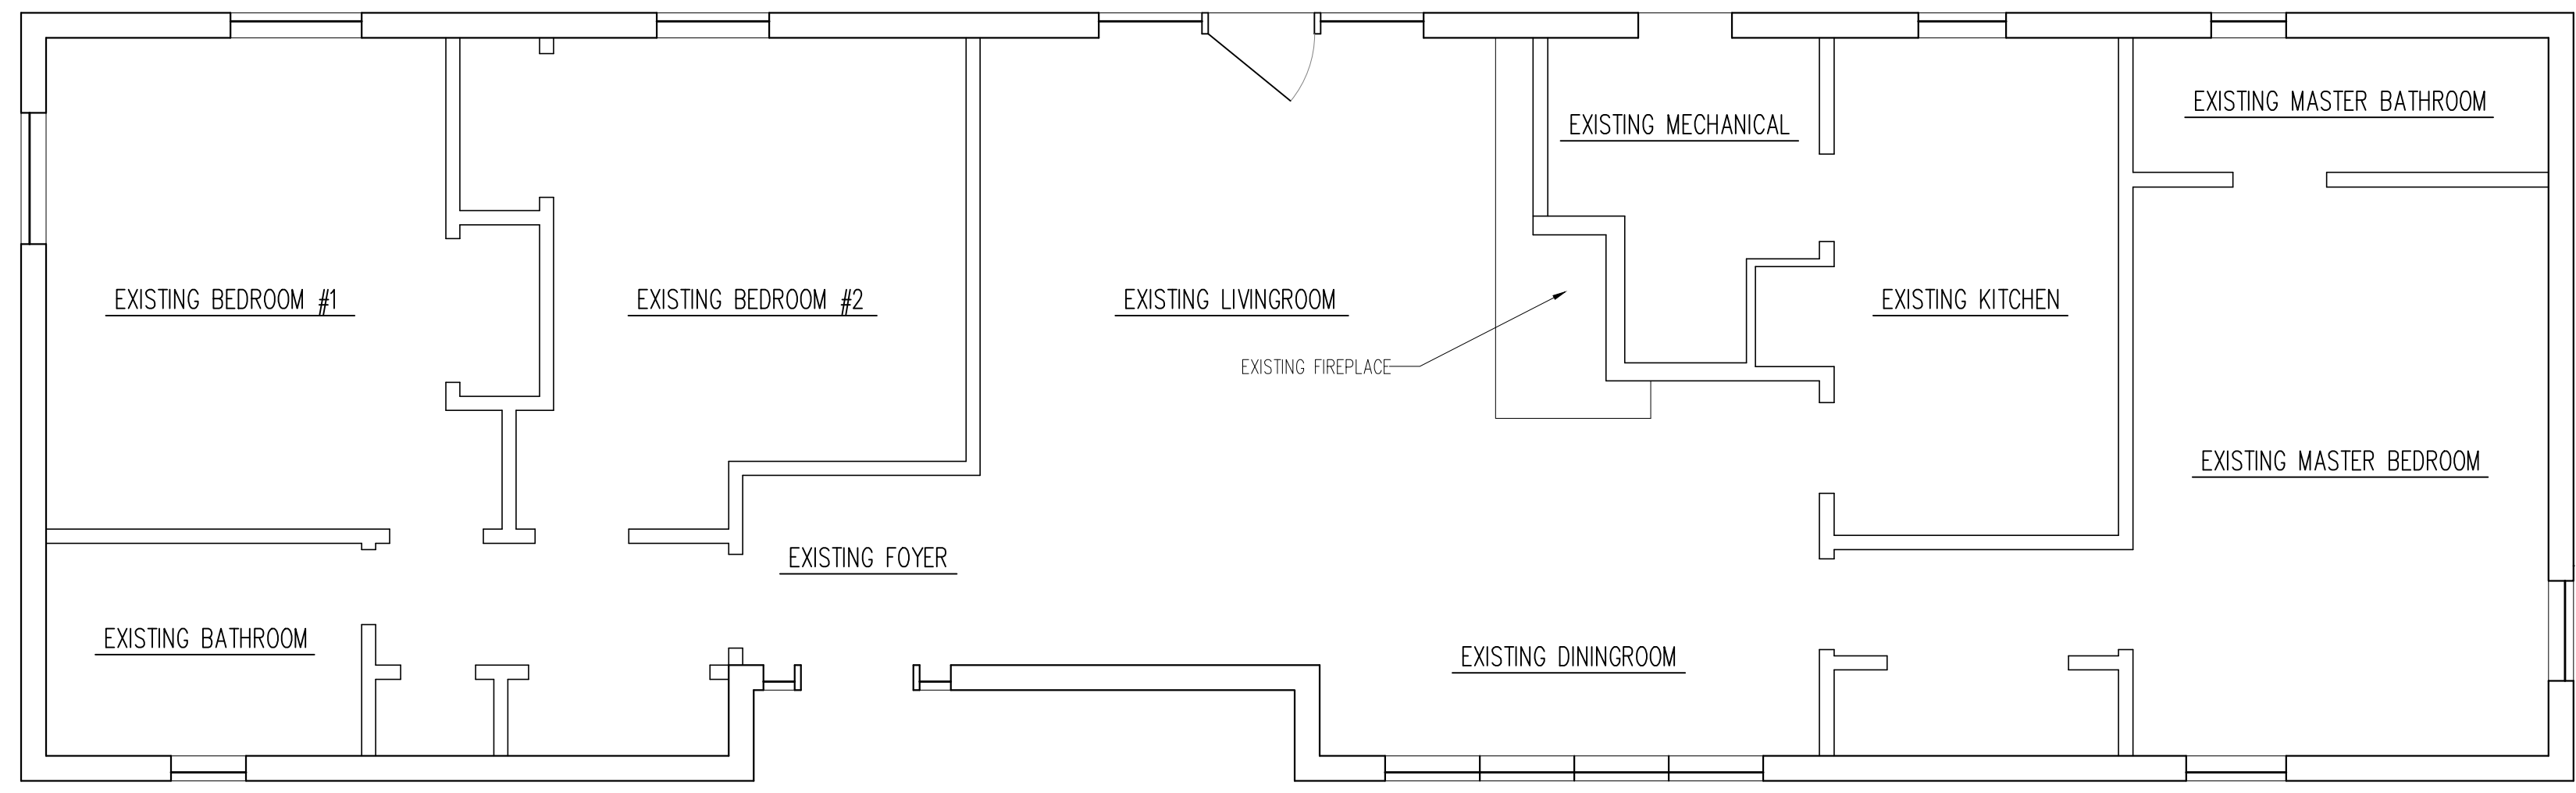 EXISTING MASTER BATHROOM
EXISTING MECHANICAL
EXISTING BEDROOM #1
EXISTING BEDROOM #2
EXISTING LIVINGROOM
EXISTING KITCHEN
EXISTING FIREPLACE
EXISTING MASTER BEDROOM
EXISTING FOYER
EXISTING BATHROOM
EXISTING DININGROOM